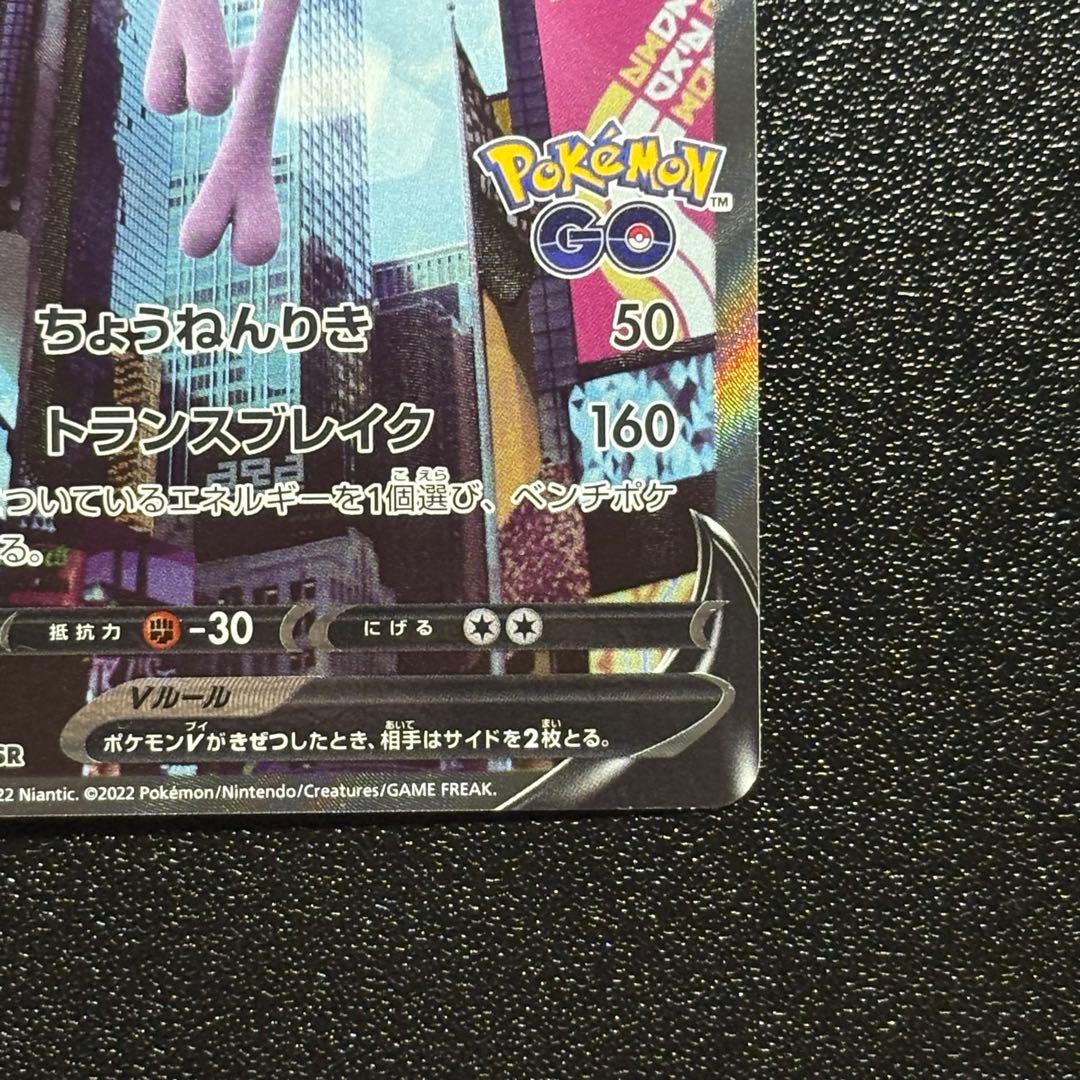 Pokémon™
GO
ちょうねんりき 50
トランスブレイク 160
ついているエネルギーを1個選び、ベンチポケ
る。
抵抗力 -30 にげる
Vルール
ポケモンVがきぜつしたとき、相手はサイドを2枚とる。
SR
22 Niantic. ©2022 Pokémon/Nintendo/Creatures/GAME FREAK.